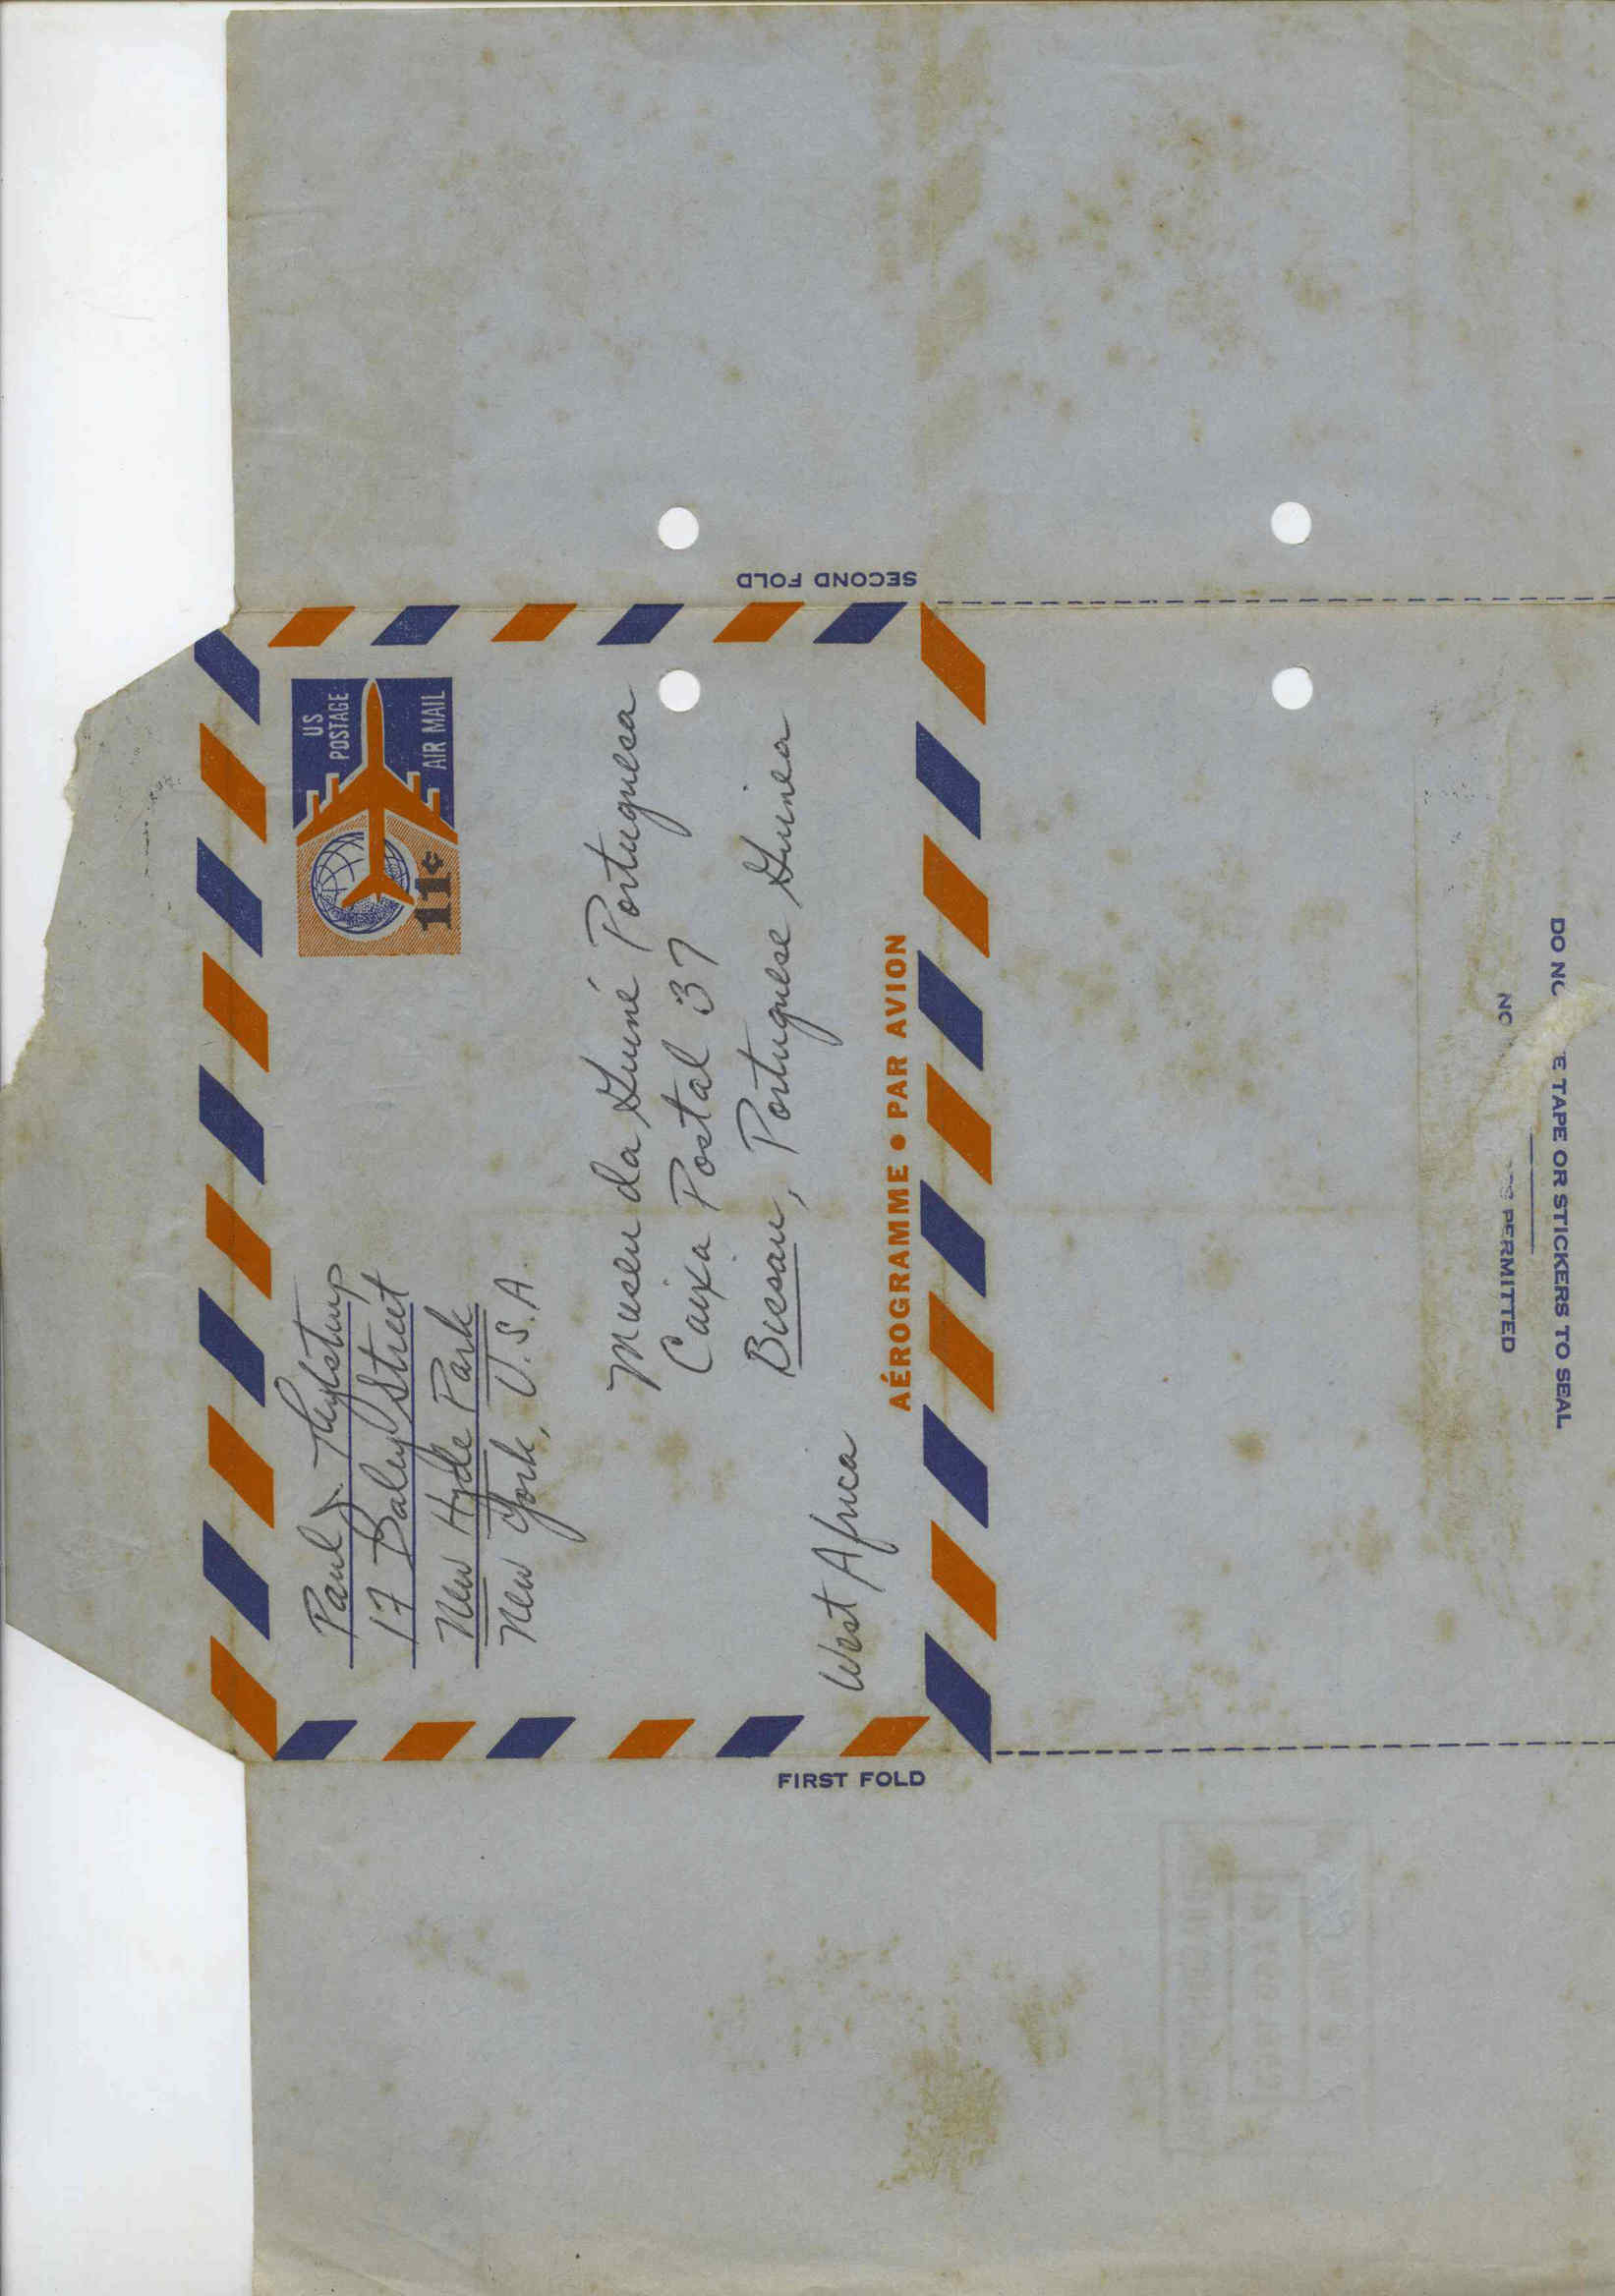 Paul J. Thylstrup
17 Daley Street
New Hyde Park
New York, U.S.A.
US
POSTAGE
AIR MAIL
11¢
Museu da Guiné Portuguesa
Caixa Postal 37
Bissau, Portuguese Guinea
West Africa
AÉROGRAMME • PAR AVION
SECOND FOLD
FIRST FOLD
DO NO E TAPE OR STICKERS TO SEAL
NO PERMITTED